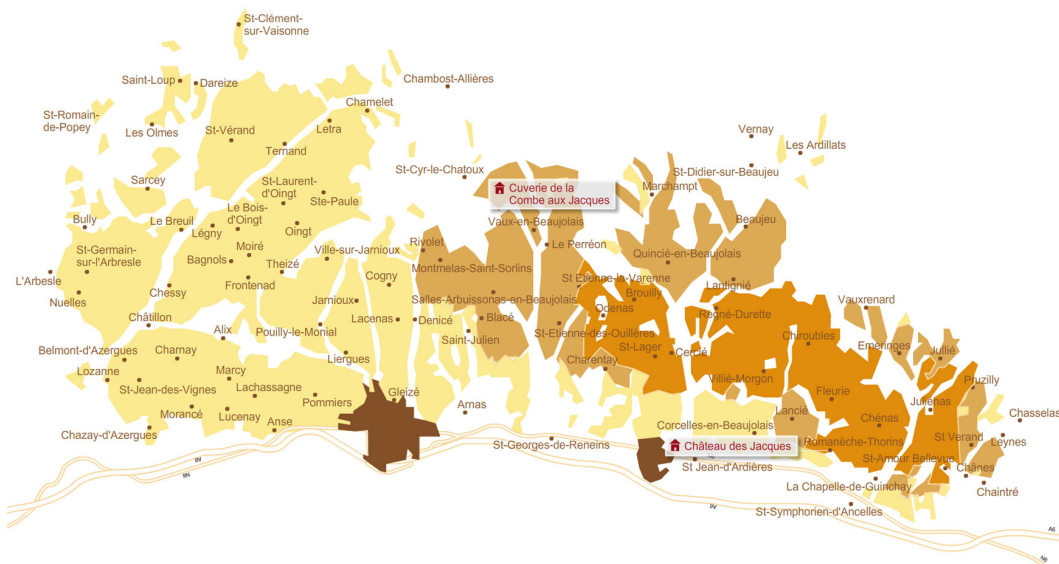 St-Clément-
sur-Vaisonne
Saint-Loup
Dareize
Chambost-Allières
St-Romain-
de-Popey
Chamelet
Les Olmes
St-Vérand
Letra
Vernay
Ternand
Les Ardillats
St-Cyr-le-Chatoux
St-Didier-sur-Beaujeu
Sarcey
St-Laurent-
d'Oingt
Ste-Paule
Cuverie de la
Combe aux Jacques
Marchampt
Bully
Le Breuil
Le Bois-
d'Oingt
Légny
Oingt
Vaux-en-Beaujolais
Beaujeu
St-Germain-
sur-l'Arbresle
Moiré
Ville-sur-Jarnioux
Rivolet
Le Perréon
Bagnols
Theizé
Montmelas-Saint-Sorlins
Quincié-en-Beaujolais
L'Arbesle
Nuelles
Chessy
Frontenad
Cogny
St Etienne-la-Varenne
Lantignié
Jarnioux
Salles-Arbuissonas-en-Beaujolais
Brouilly
Vauxrenard
Châtillon
Odenas
Regné-Durette
Alix
Pouilly-le-Monial
Lacenas
Denicé
Blacé
St-Etienne-des-Ouillères
Chiroubles
Saint-Julien
Emeringes
Belmont-d'Azergues
Charnay
Liergues
St-Lager
Cercié
Jullié
Charentay
Lozanne
St-Jean-des-Vignes
Marcy
Villié-Morgon
Pruzilly
Lachassagne
Gleizé
Fleurie
Pommiers
Juliénas
Morancé
Lucenay
Arnas
Lancié
Chénas
Chasselas
Chazay-d'Azergues
Anse
Corcelles-en-Beaujolais
St-Georges-de-Reneins
Château des Jacques
Romanèche-Thorins
St Verand
Leynes
St Jean-d'Ardières
St-Amour Bellevue
Chânes
La Chapelle-de-Guinchay
Chaintré
St-Symphorien-d'Ancelles
A6
N6